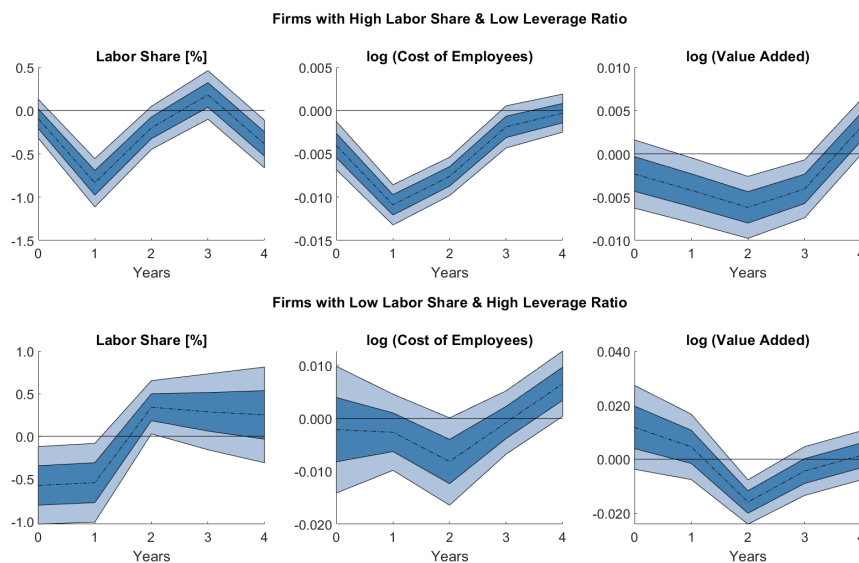 Firms with High Labor Share & Low Leverage Ratio
Labor Share [%]
log (Cost of Employees)
log (Value Added)
0.5
0.0
-0.5
-1.0
-1.5
0 1 2 3 4
Years
0.005
0.000
-0.005
-0.010
-0.015
0 1 2 3 4
Years
0.010
0.005
0.000
-0.005
-0.010
0 1 2 3 4
Years
Firms with Low Labor Share & High Leverage Ratio
Labor Share [%]
log (Cost of Employees)
log (Value Added)
1.0
0.5
0.0
-0.5
-1.0
0 1 2 3 4
Years
0.010
0.000
-0.010
-0.020
0 1 2 3 4
Years
0.040
0.020
0.000
-0.020
0 1 2 3 4
Years